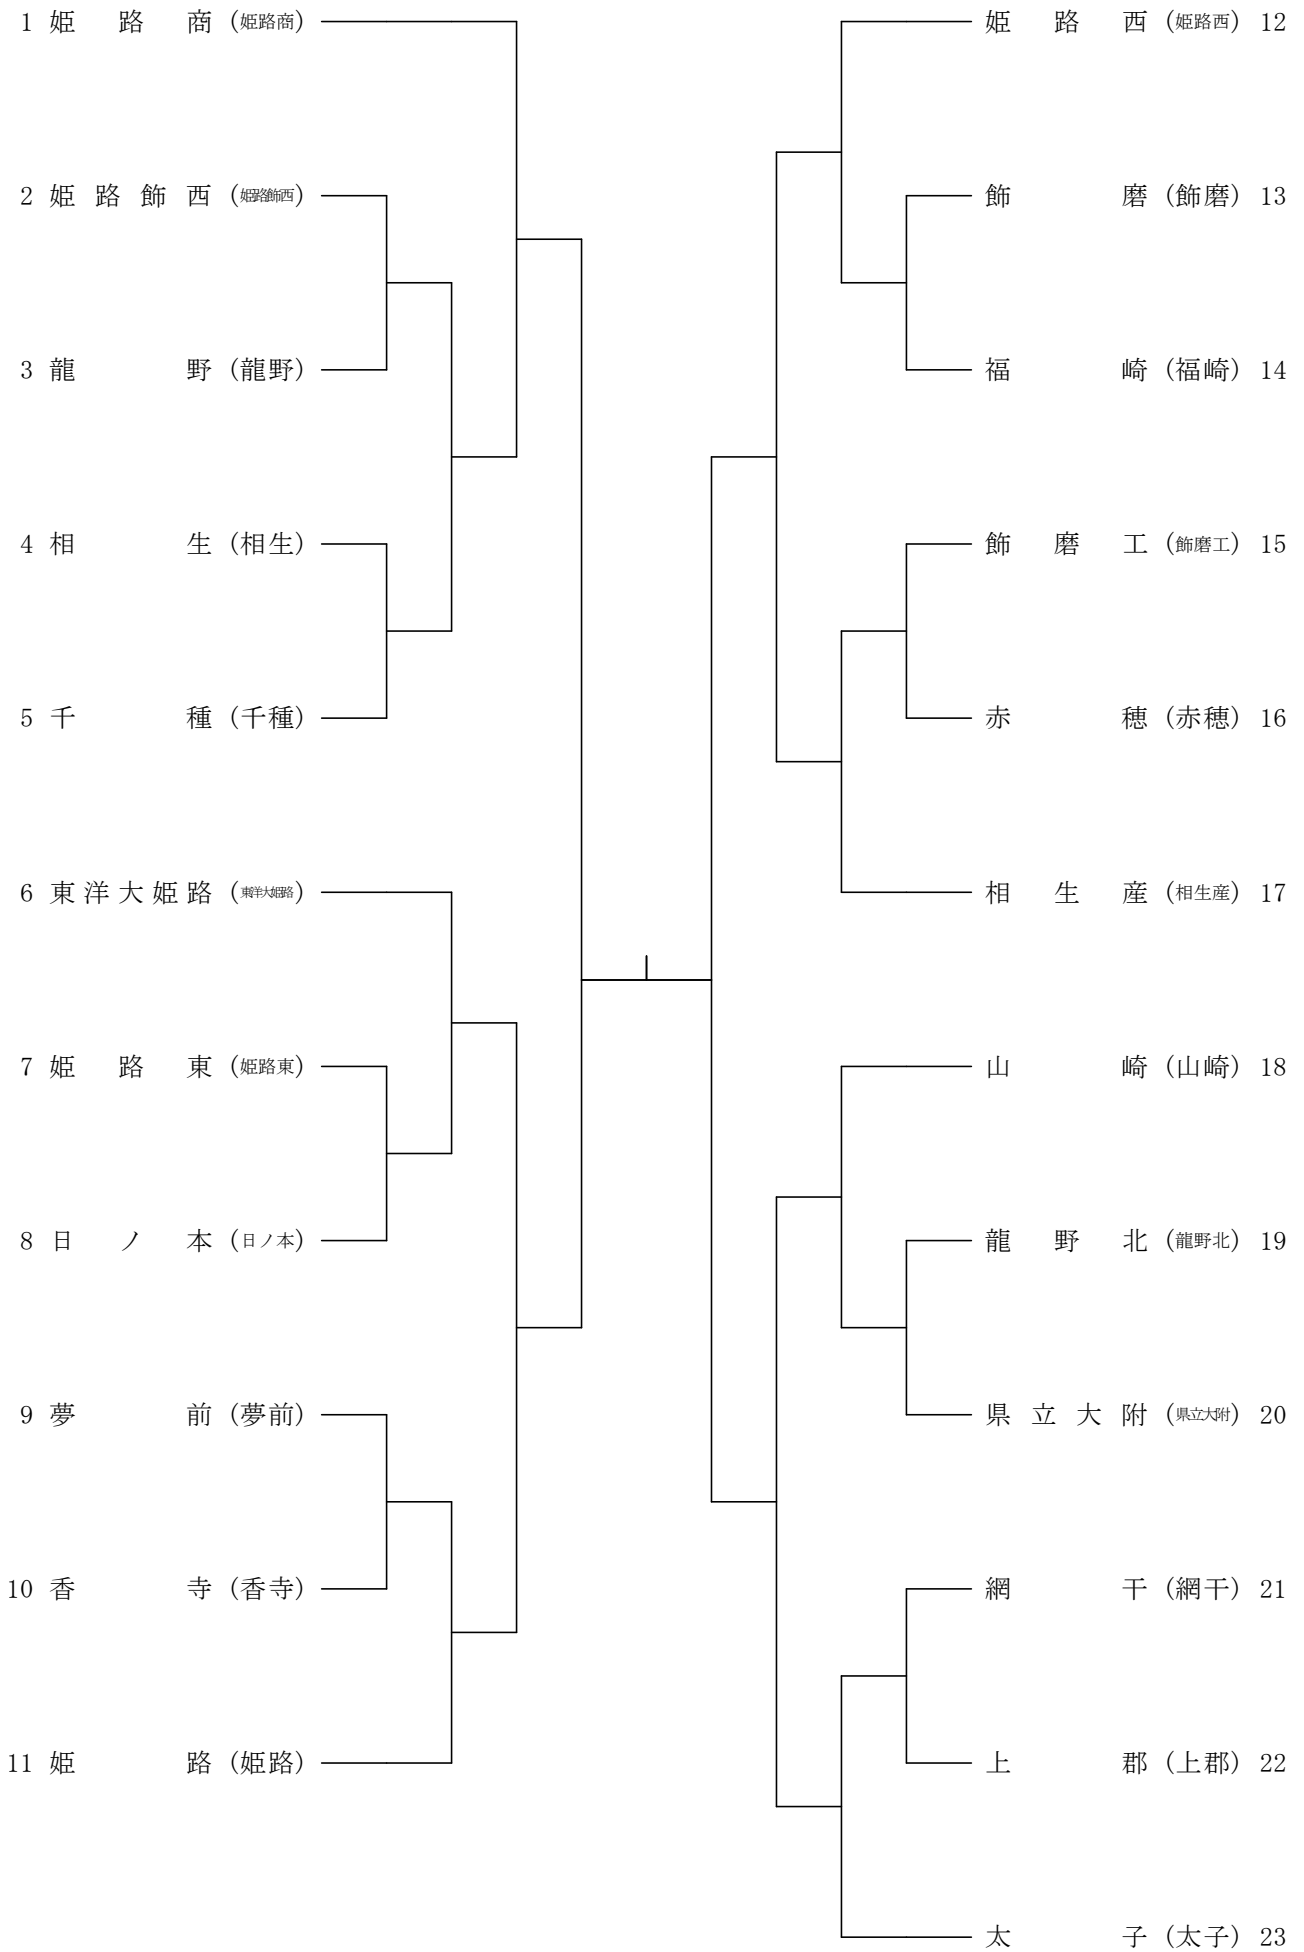 1 姫路商 (姫路商)
2 姫路飾西 (姫路飾西)
3 龍野 (龍野)
4 相生 (相生)
5 千種 (千種)
6 東洋大姫路 (東洋大姫路)
7 姫路東 (姫路東)
8 日ノ本 (日ノ本)
9 夢前 (夢前)
10 香寺 (香寺)
11 姫路 (姫路)
姫路西 (姫路西) 12
飾磨 (飾磨) 13
福崎 (福崎) 14
飾磨工 (飾磨工) 15
赤穂 (赤穂) 16
相生産 (相生産) 17
山崎 (山崎) 18
龍野北 (龍野北) 19
県立大附 (県立大附) 20
網干 (網干) 21
上郡 (上郡) 22
太子 (太子) 23